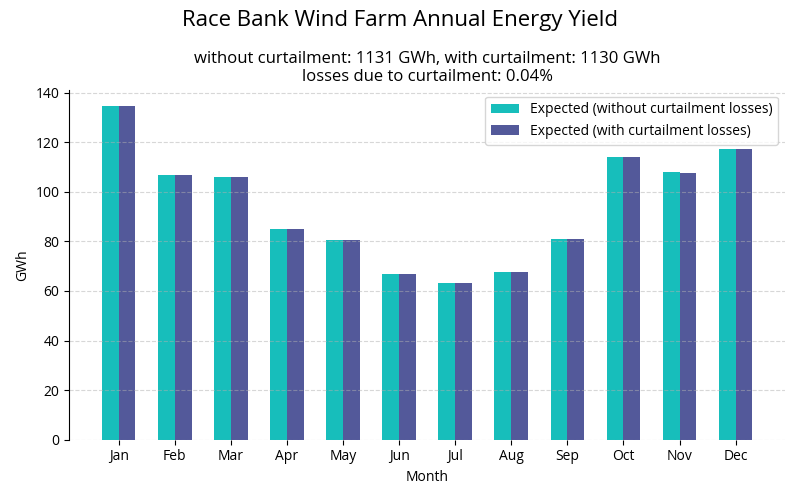 Race Bank Wind Farm Annual Energy Yield
without curtailment: 1131 GWh, with curtailment: 1130 GWh
losses due to curtailment: 0.04%
Expected (without curtailment losses)
Expected (with curtailment losses)
GWh
140
120
100
80
60
40
20
0
Jan Feb Mar Apr May Jun Jul Aug Sep Oct Nov Dec
Month